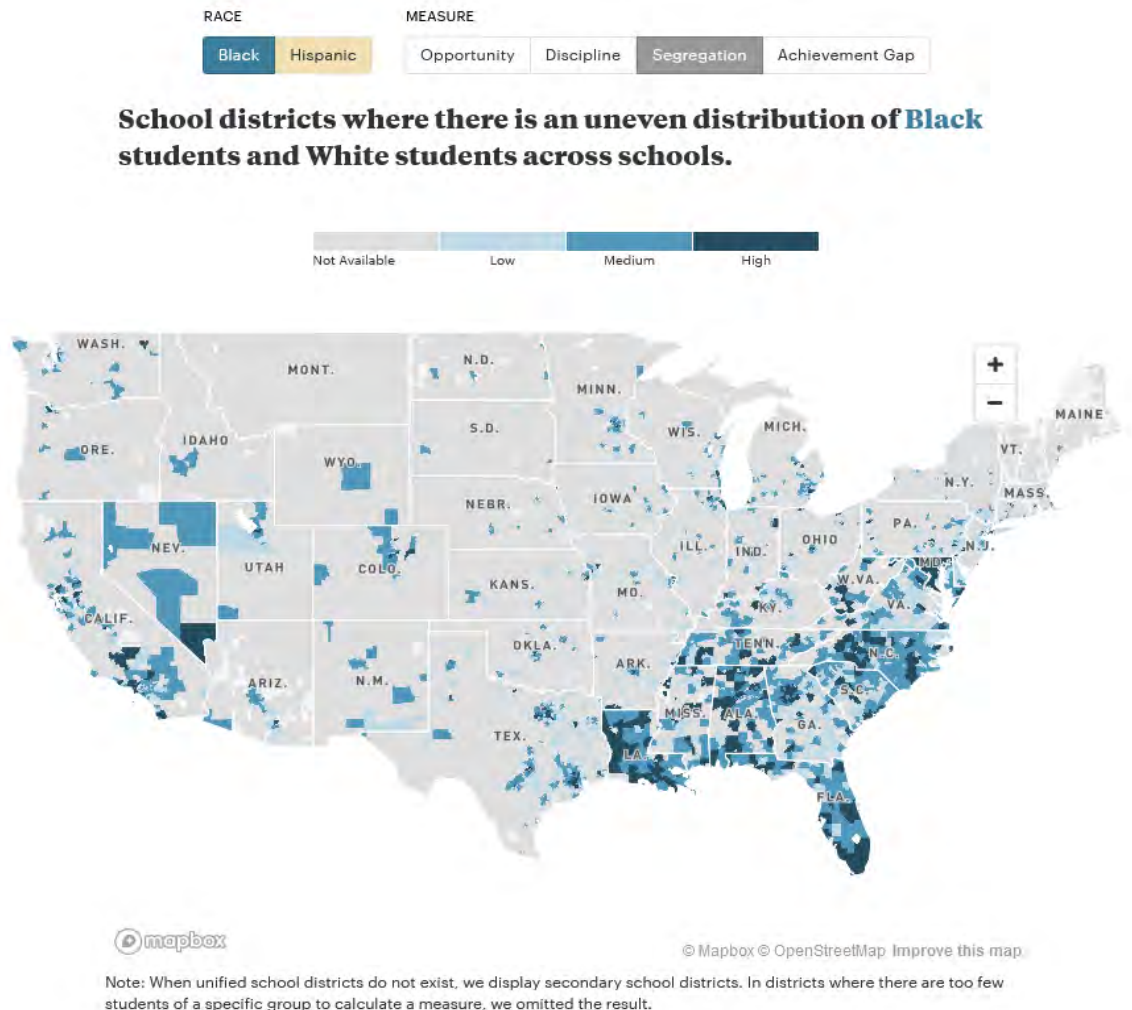 RACE
MEASURE
Black
Hispanic
Opportunity
Discipline
Segregation
Achievement Gap
School districts where there is an uneven distribution of Black
students and White students across schools.
Not Available
Low
Medium
High
WASH.
MONT.
N.D.
MINN.
+
−
MAINE
ORE.
IDAHO
S.D.
WIS.
MICH.
VT.
WYO.
N.Y.
MASS.
NEBR.
IOWA
PA.
NEV.
UTAH
COLO.
ILL.
IND.
OHIO
N.J.
KANS.
MO.
W.VA.
MD.
CALIF.
KY.
VA.
ARIZ.
N.M.
OKLA.
ARK.
TENN.
N.C.
MISS.
ALA.
S.C.
GA.
TEX.
LA.
FLA.
mapbox
© Mapbox © OpenStreetMap Improve this map
Note: When unified school districts do not exist, we display secondary school districts. In districts where there are too few
students of a specific group to calculate a measure, we omitted the result.